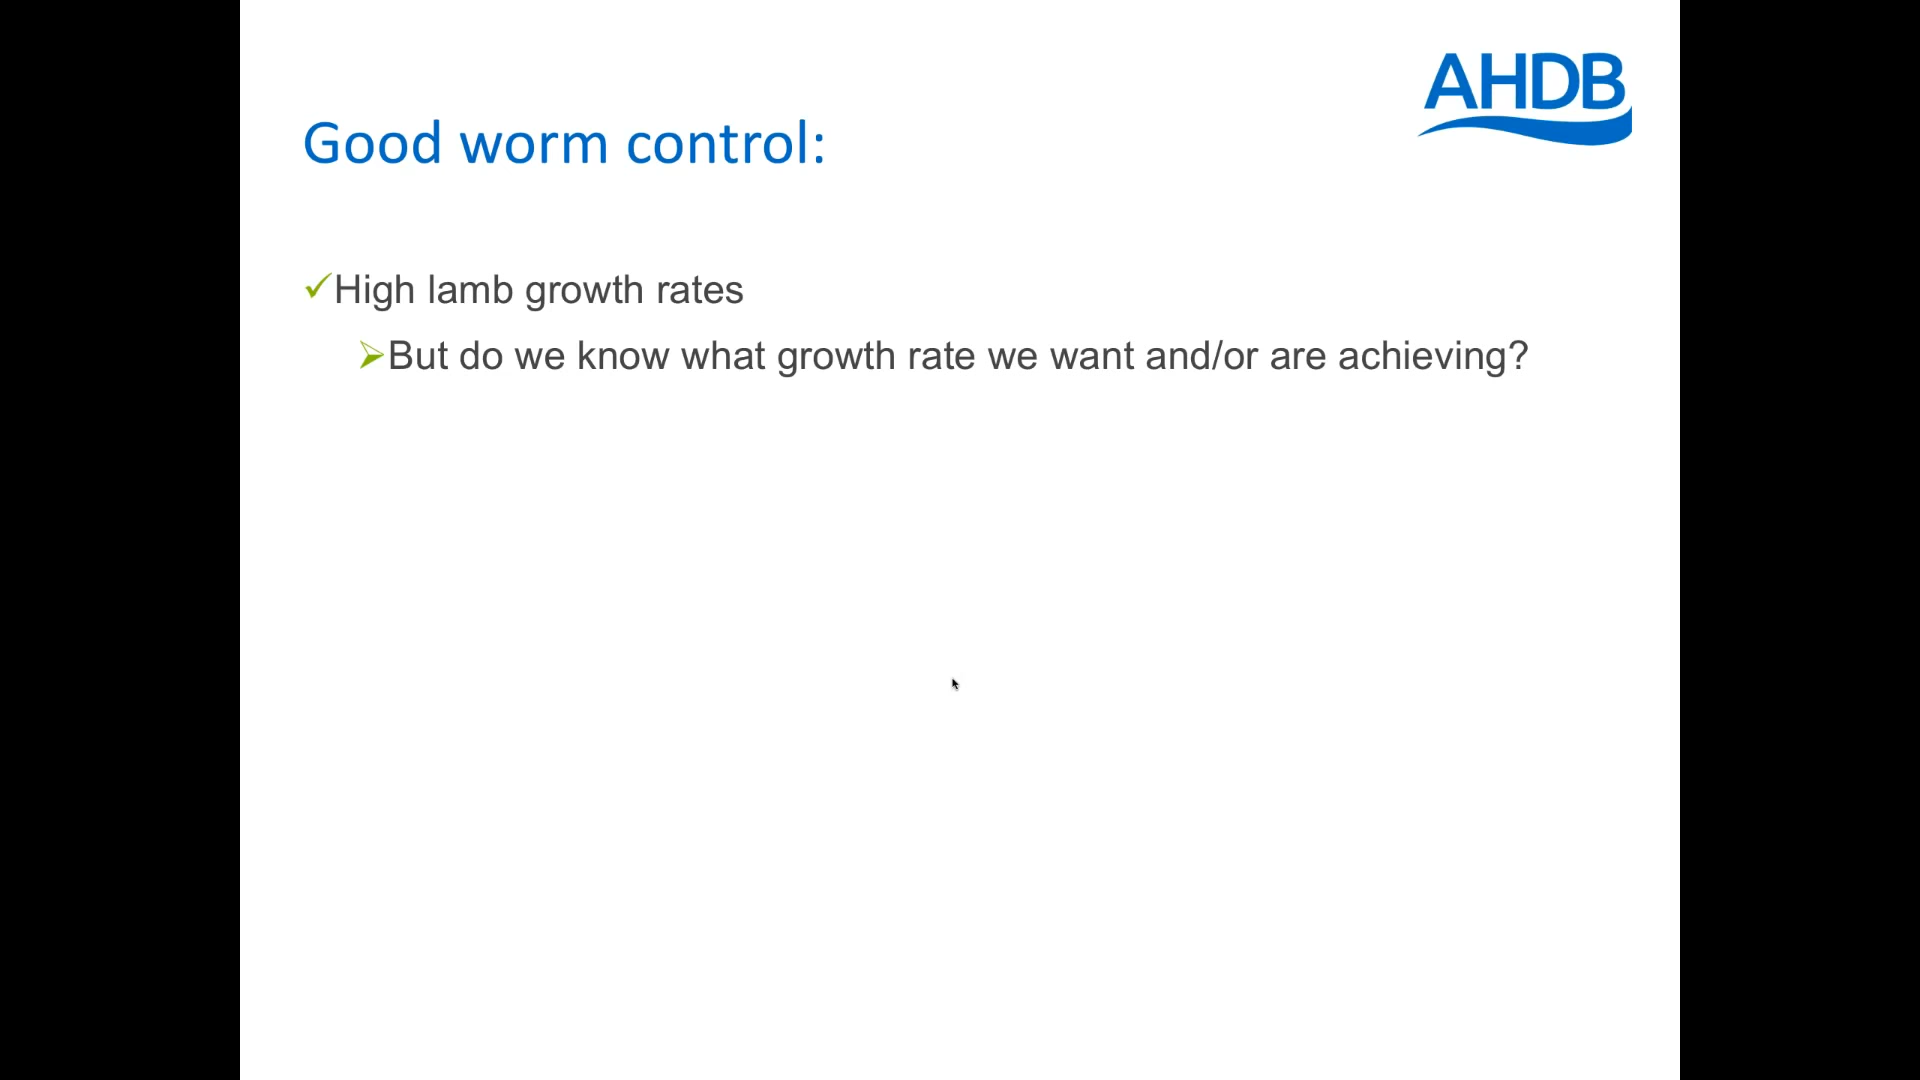 AHDB
Good worm control:
High lamb growth rates
But do we know what growth rate we want and/or are achieving?